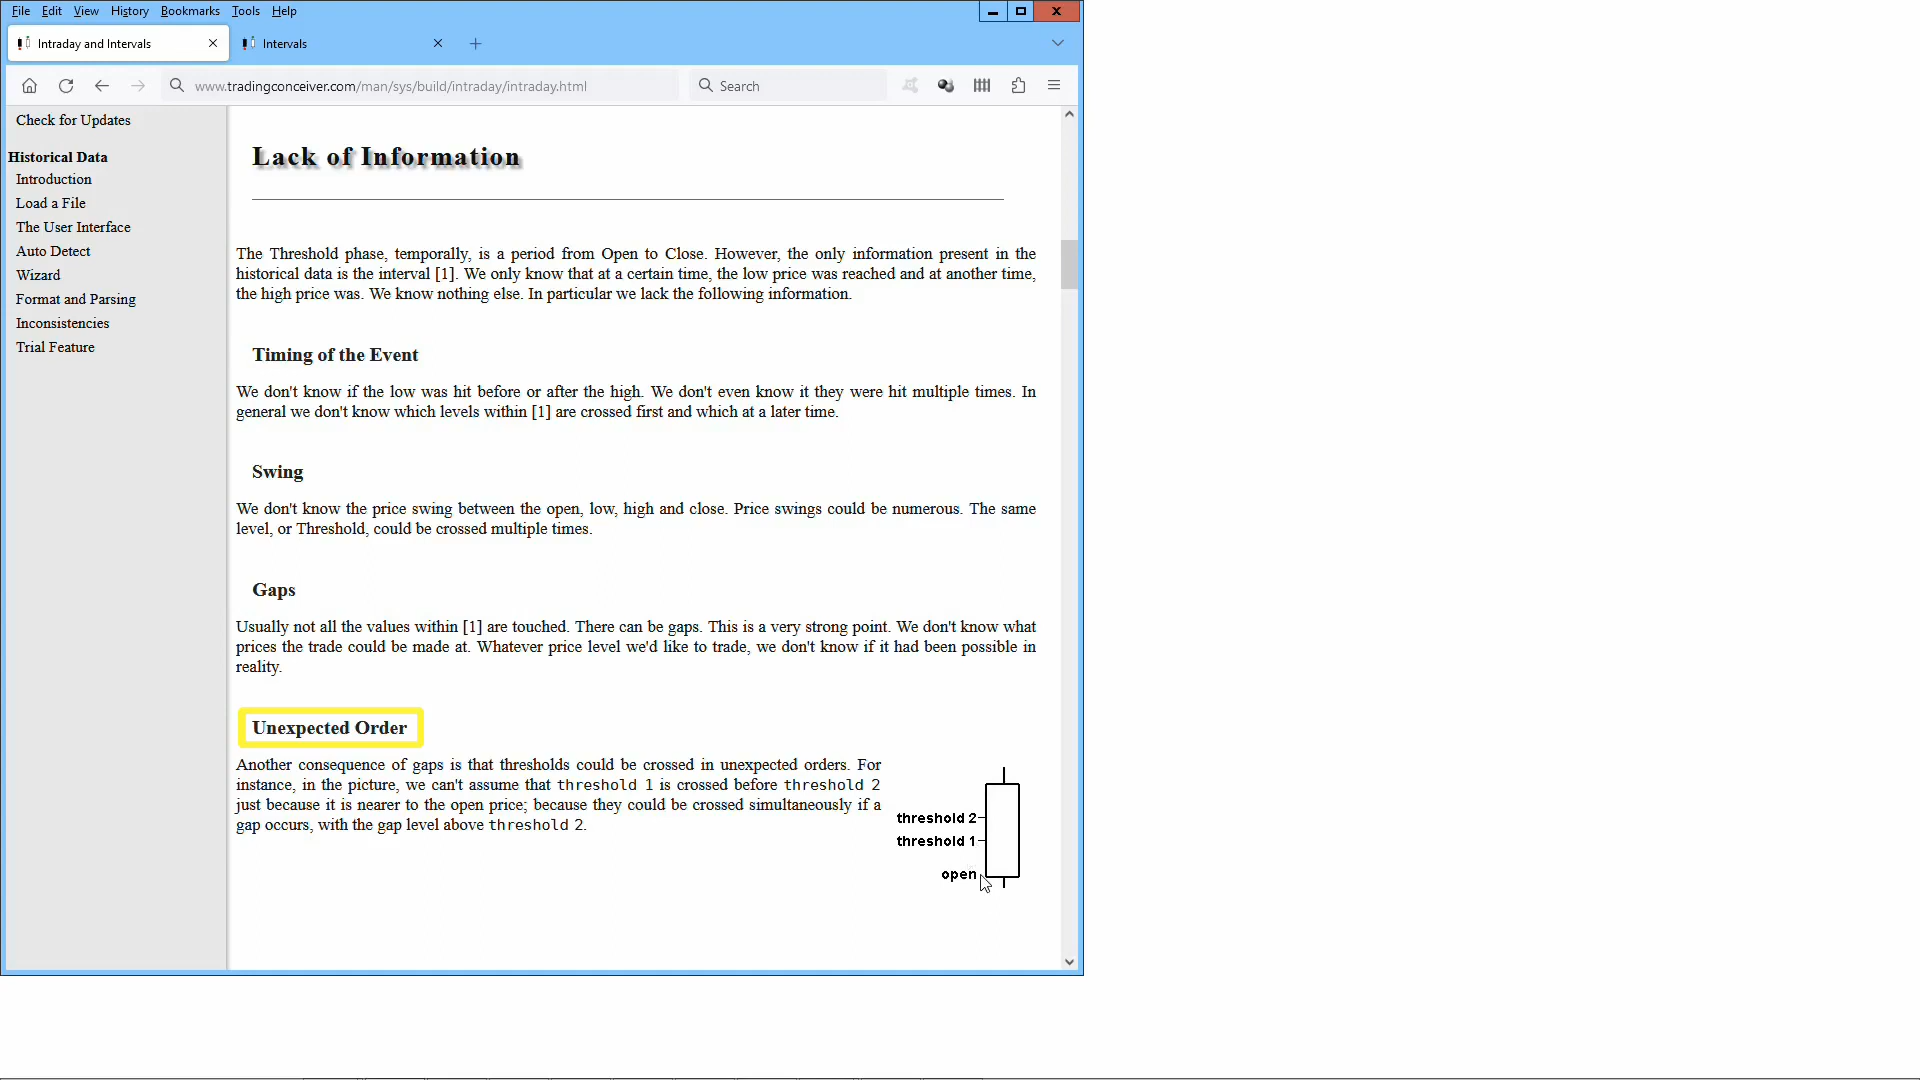 File Edit View History Bookmarks Tools Help
Intraday and Intervals
Intervals
www.tradingconceiver.com/man/sys/build/intraday/intraday.html
Search
Check for Updates
Historical Data
Introduction
Load a File
The User Interface
Auto Detect
Wizard
Format and Parsing
Inconsistencies
Trial Feature
Lack of Information
The Threshold phase, temporally, is a period from Open to Close. However, the only information present in the
historical data is the interval [1]. We only know that at a certain time, the low price was reached and at another time,
the high price was. We know nothing else. In particular we lack the following information.
Timing of the Event
We don't know if the low was hit before or after the high. We don't even know it they were hit multiple times. In
general we don't know which levels within [1] are crossed first and which at a later time.
Swing
We don't know the price swing between the open, low, high and close. Price swings could be numerous. The same
level, or Threshold, could be crossed multiple times.
Gaps
Usually not all the values within [1] are touched. There can be gaps. This is a very strong point. We don't know what
prices the trade could be made at. Whatever price level we'd like to trade, we don't know if it had been possible in
reality.
Unexpected Order
Another consequence of gaps is that thresholds could be crossed in unexpected orders. For
instance, in the picture, we can't assume that threshold 1 is crossed before threshold 2
just because it is nearer to the open price; because they could be crossed simultaneously if a
gap occurs, with the gap level above threshold 2.
threshold 2
threshold 1
open